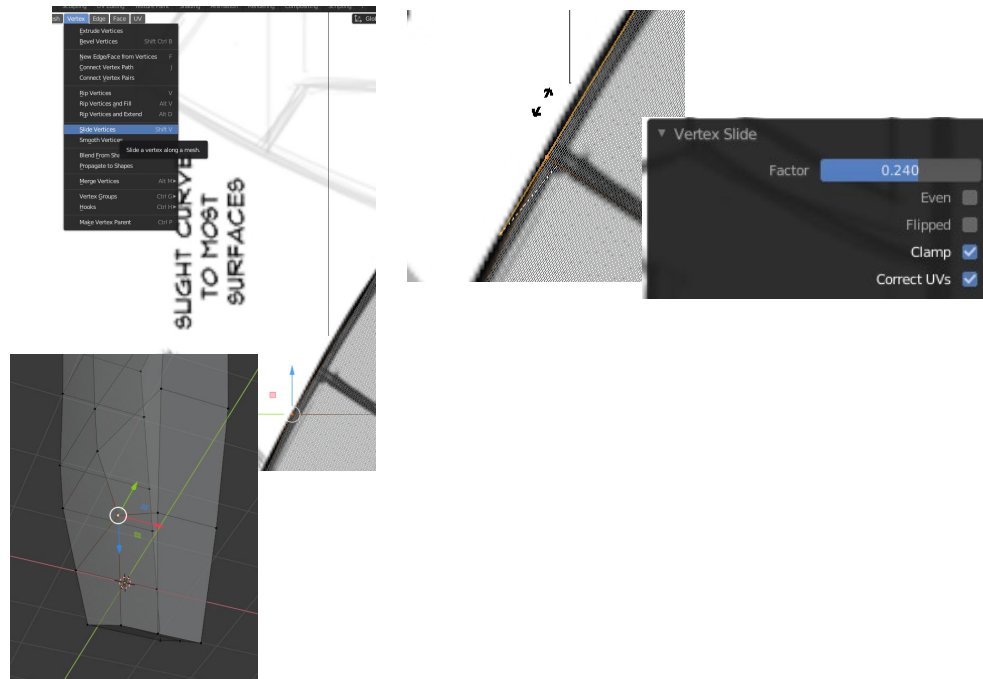 Vertex Edge Face UV
Extrude Vertices
Bevel Vertices Shift Ctrl B
New Edge/Face from Vertices F
Connect Vertex Path J
Connect Vertex Pairs
Rip Vertices V
Rip Vertices and Fill Alt V
Rip Vertices and Extend Alt D
Slide Vertices Shift V
Smooth Vertices
Slide a vertex along a mesh.
Blend From Sha
Propagate to Shapes
Merge Vertices Alt M
Vertex Groups Ctrl G
Hooks Ctrl H
Make Vertex Parent Ctrl P
SLIGHT CURVE
TO MOST
SURFACES
Vertex Slide
Factor 0.240
Even
Flipped
Clamp
Correct UVs